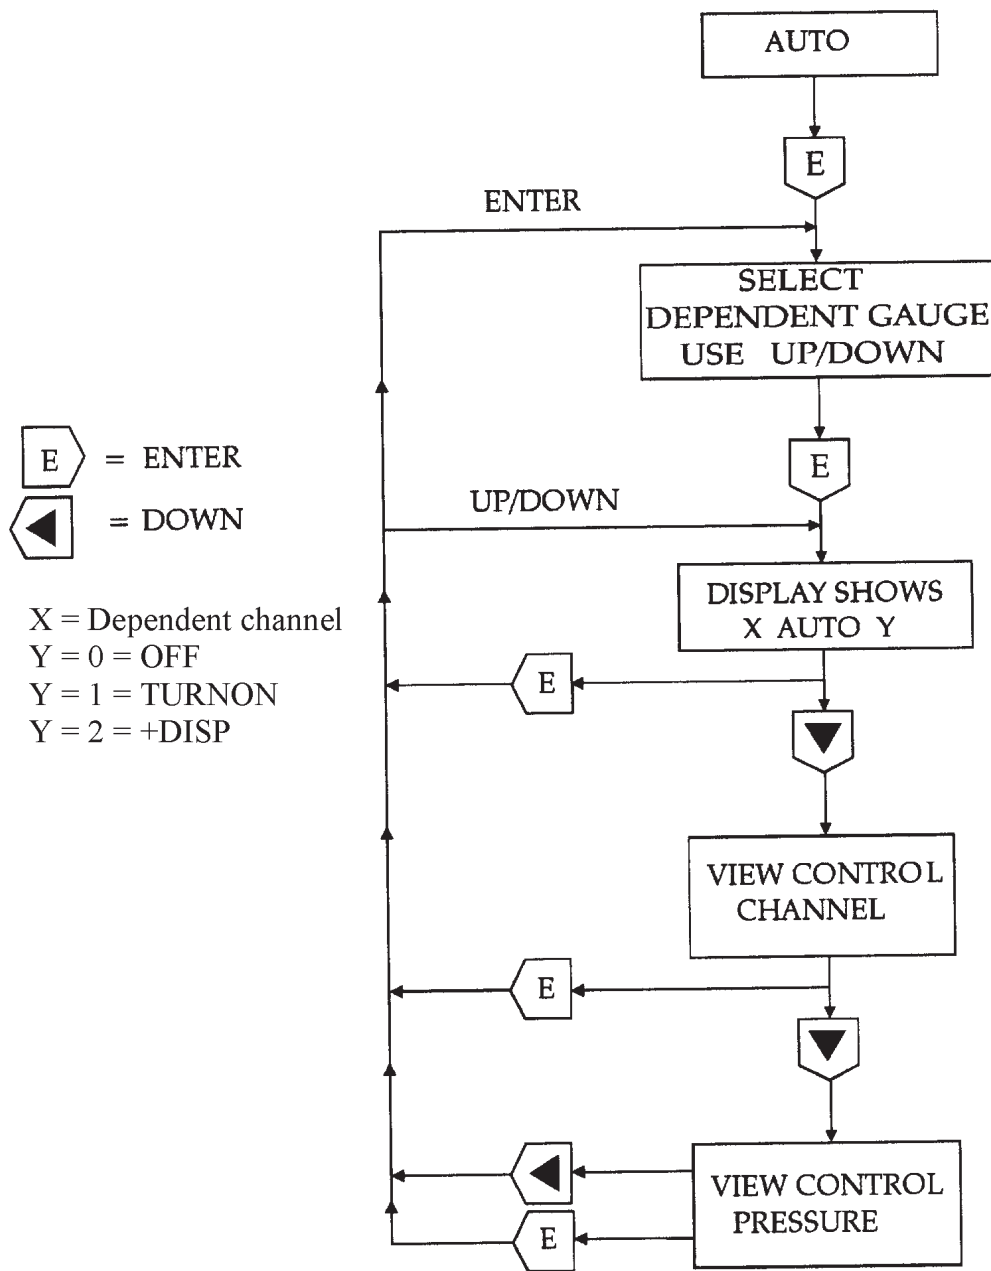 AUTO
E
ENTER
SELECT
DEPENDENT GAUGE
USE UP/DOWN
E = ENTER
E
= DOWN
UP/DOWN
DISPLAY SHOWS
X AUTO Y
X = Dependent channel
Y = 0 = OFF
Y = 1 = TURNON
Y = 2 = +DISP
E
VIEW CONTROL
CHANNEL
E
VIEW CONTROL
PRESSURE
E